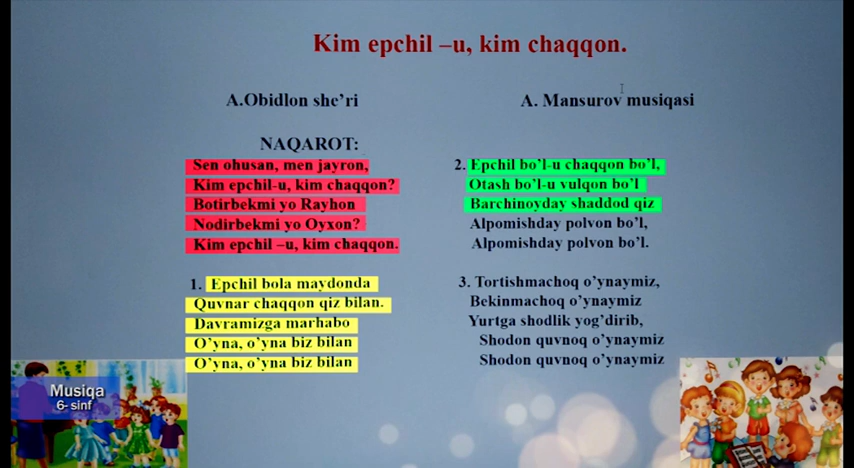 Kim epchil –u, kim chaqqon.
A.Obidlon she’ri
A. Mansurov musiqasi
NAQAROT:
Sen ohusan, men jayron,
Kim epchil-u, kim chaqqon?
Botirbekmi yo Rayhon
Nodirbekmi yo Oyxon?
Kim epchil –u, kim chaqqon.
1. Epchil bola maydonda
Quvnar chaqqon qiz bilan.
Davramizga marhabo
O’yna, o’yna biz bilan
O’yna, o’yna biz bilan
2. Epchil bo’l-u chaqqon bo’l,
Otash bo’l-u vulqon bo’l
Barchinoyday shaddod qiz
Alpomishday polvon bo’l,
Alpomishday polvon bo’l.
3. Tortishmachoq o’ynaymiz,
Bekinmachoq o’ynaymiz
Yurtga shodlik yog’dirib,
Shodon quvnoq o’ynaymiz
Shodon quvnoq o’ynaymiz
Musiqa
6- sinf